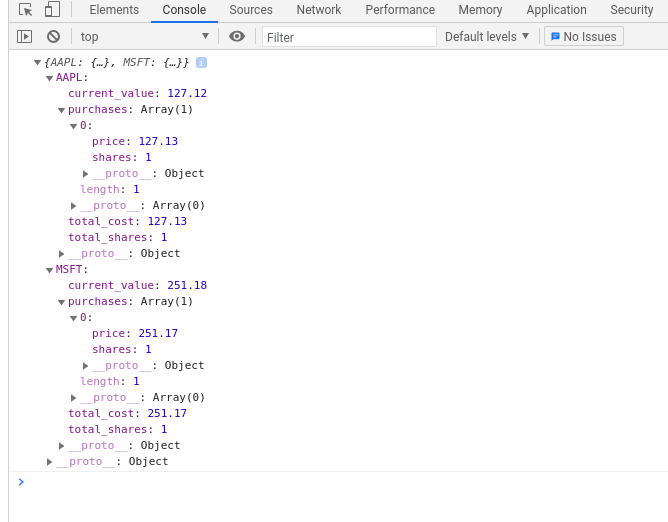 Elements Console Sources Network Performance Memory Application Security
top Filter Default levels No Issues
{AAPL: {…}, MSFT: {…}} i
AAPL:
current_value: 127.12
purchases: Array(1)
0:
price: 127.13
shares: 1
__proto__: Object
length: 1
__proto__: Array(0)
total_cost: 127.13
total_shares: 1
__proto__: Object
MSFT:
current_value: 251.18
purchases: Array(1)
0:
price: 251.17
shares: 1
__proto__: Object
length: 1
__proto__: Array(0)
total_cost: 251.17
total_shares: 1
__proto__: Object
__proto__: Object